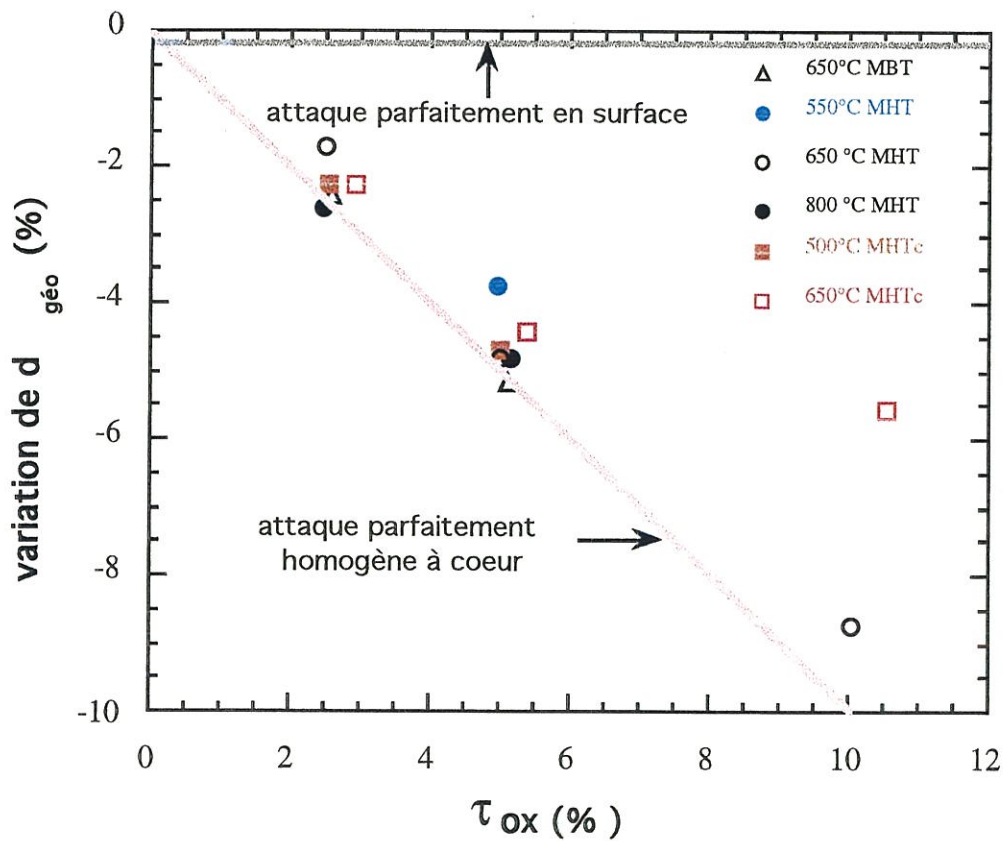 0
-2
-4
-6
-8
-10
variation de d géo (%)
attaque parfaitement en surface
attaque parfaitement
homogène à coeur
650°C MBT
550°C MHT
650 °C MHT
800 °C MHT
500°C MHTc
650°C MHTc
0 2 4 6 8 10 12
τ ox (%)